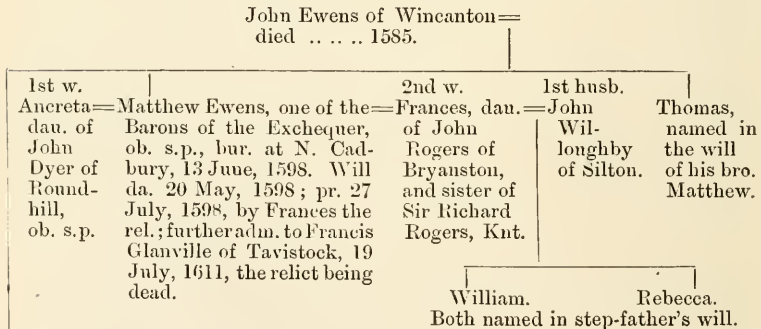 John Ewens of Wincanton=
died .. ... .. 1585.
1st w.
Ancreta=
dau. of
John
Dyer of
Round-
hill,
ob. s.p.
Matthew Ewens, one of the=
Barons of the Exchequer,
ob. s.p., bur. at N. Cad-
bury, 13 June, 1598. Will
da. 20 May, 1598 ; pr. 27
July, 1598, by Frances the
rel. ; further adm. to Francis
Glanville of Tavistock, 19
July, 1611, the relict being
dead.
2nd w.
Frances, dau.=
of John
Rogers of
Bryanston,
and sister of
Sir Richard
Rogers, Knt.
1st husb.
John
Wil-
loughby
of Silton.
Thomas,
named in
the will
of his bro.
Matthew.
William. Rebecca.
Both named in step-father's will.